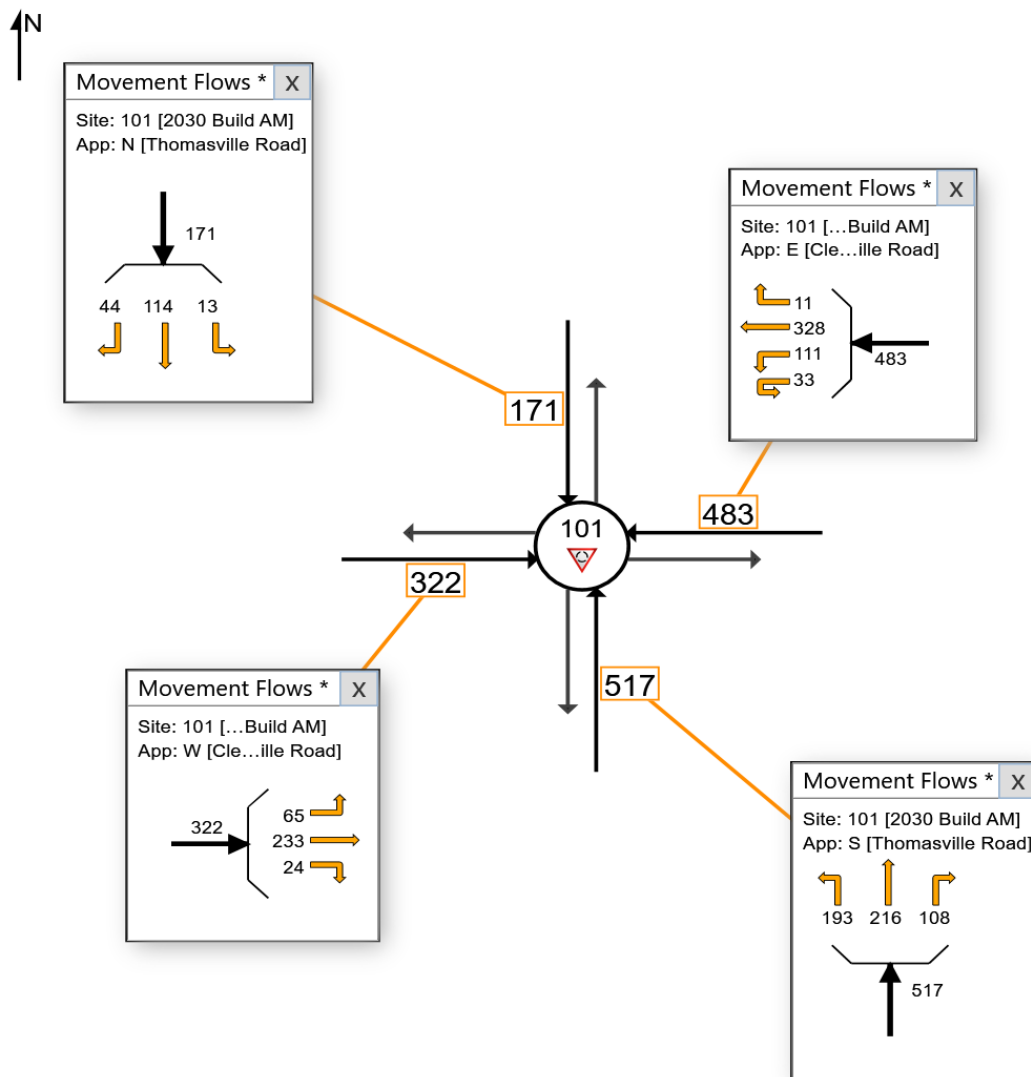 N
Movement Flows * X
Site: 101 [2030 Build AM]
App: N [Thomasville Road]
171
44 114 13
Movement Flows * X
Site: 101 [...Build AM]
App: E [Cle...ille Road]
11
328
111
33
483
171
483
101
322
517
Movement Flows * X
Site: 101 [...Build AM]
App: W [Cle...ille Road]
322
65
233
24
Movement Flows * X
Site: 101 [2030 Build AM]
App: S [Thomasville Road]
193 216 108
517